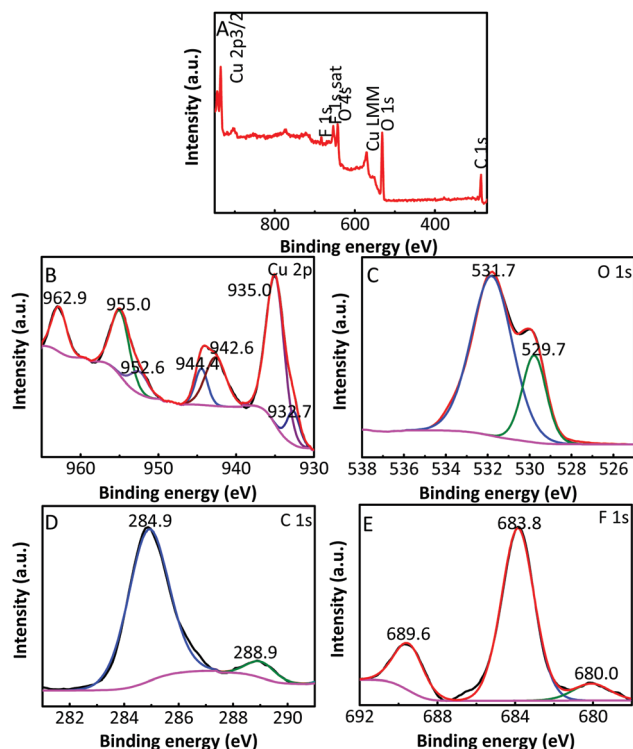 A
Cu 2p3/2
F 1s
F 1s sat
O 4s
Cu LMM
O 1s
C 1s
Intensity (a.u.)
800 600 400
Binding energy (eV)
B
Cu 2p
962.9
955.0
952.6
944.4
942.6
935.0
932.7
Intensity (a.u.)
960 950 940 930
Binding energy (eV)
C
O 1s
531.7
529.7
Intensity (a.u.)
538 536 534 532 530 528 526
Binding energy (eV)
D
C 1s
284.9
288.9
Intensity (a.u.)
282 284 286 288 290
Binding energy (eV)
E
F 1s
683.8
689.6
680.0
Intensity (a.u.)
692 688 684 680
Binding energy (eV)